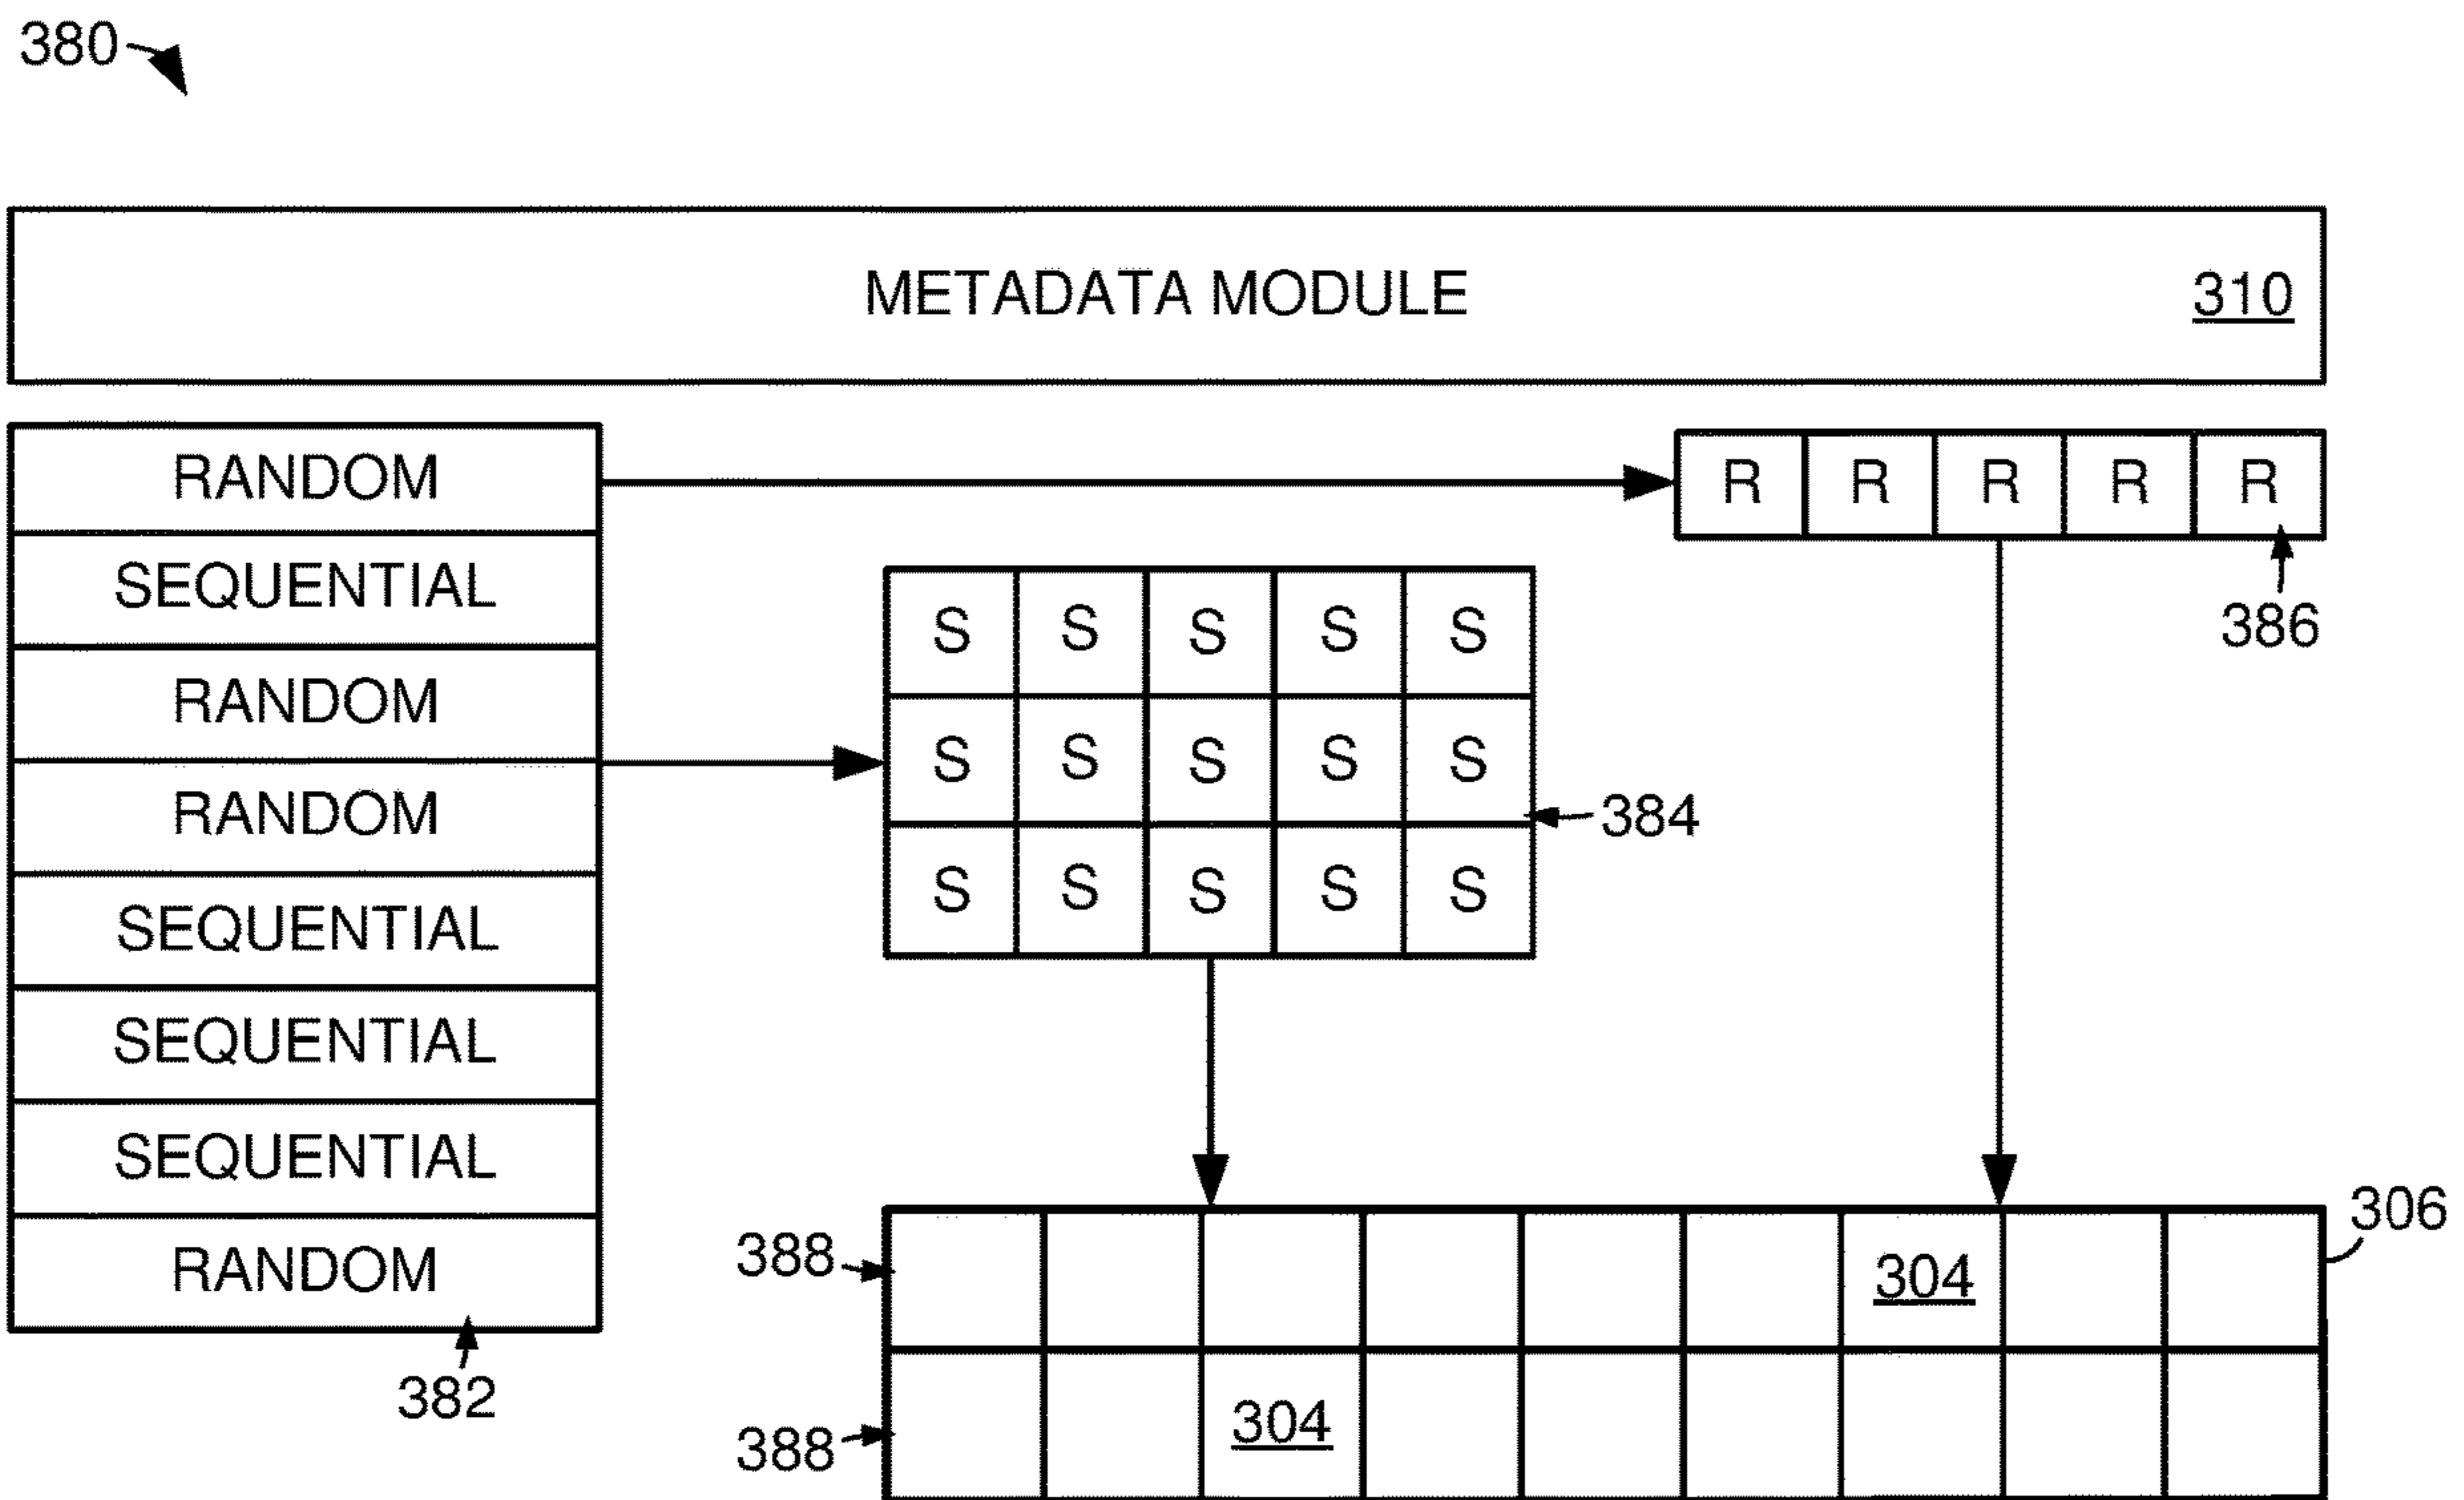 380
METADATA MODULE 310
RANDOM
SEQUENTIAL
RANDOM
RANDOM
SEQUENTIAL
SEQUENTIAL
SEQUENTIAL
RANDOM
382
R R R R R
386
S S S S S
S S S S S
S S S S S
384
306
388
304
388
304